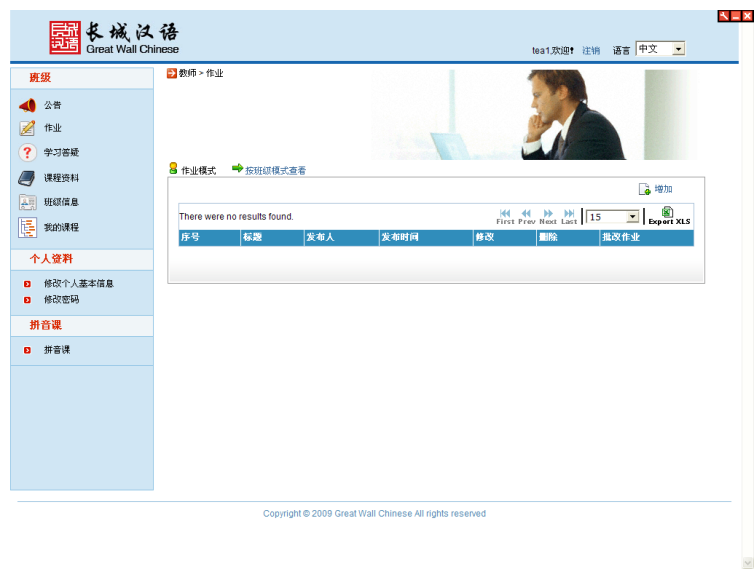 长城汉语
Great Wall Chinese
tea1,欢迎! 注销 语言 中文
班级
公告
作业
学习答疑
课程资料
班级信息
我的课程
个人资料
修改个人基本信息
修改密码
拼音课
拼音课
教师 > 作业
作业模式 按班级模式查看
增加
There were no results found.
First Prev Next Last 15 Export XLS
序号 标题 发布人 发布时间 修改 删除 批改作业
Copyright © 2009 Great Wall Chinese All rights reserved